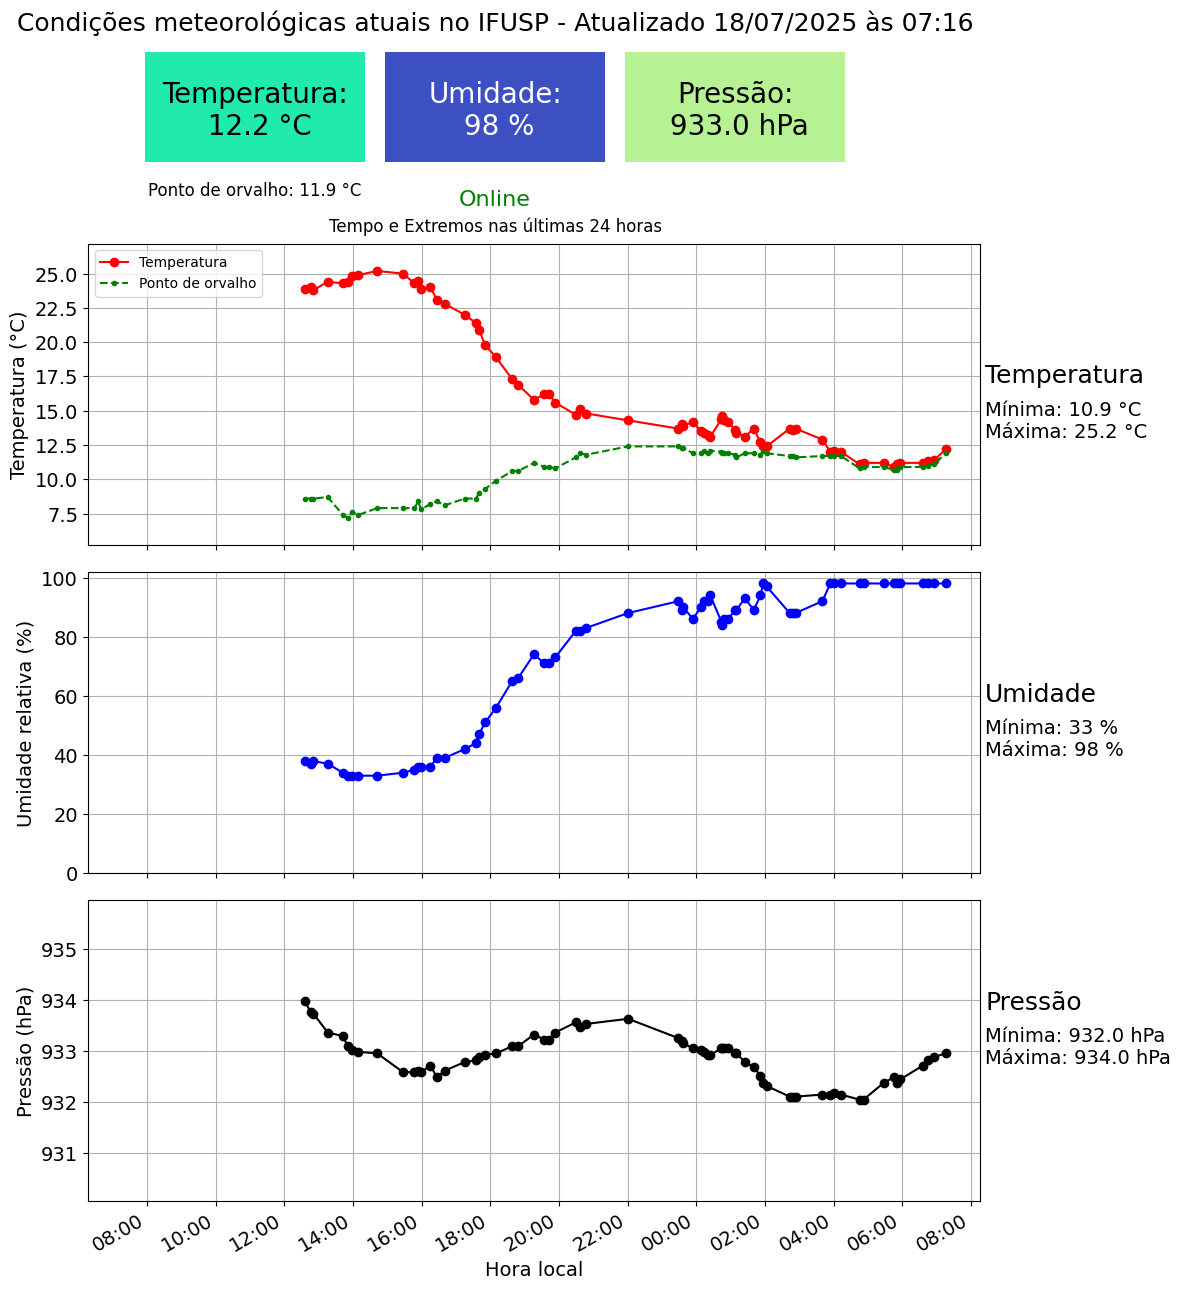 Condições meteorológicas atuais no IFUSP - Atualizado 18/07/2025 às 07:16
Temperatura:
12.2 °C
Umidade:
98 %
Pressão:
933.0 hPa
Ponto de orvalho: 11.9 °C
Online
Tempo e Extremos nas últimas 24 horas
Temperatura
Ponto de orvalho
Temperatura (°C)
25.0
22.5
20.0
17.5
15.0
12.5
10.0
7.5
Temperatura
Mínima: 10.9 °C
Máxima: 25.2 °C
Umidade relativa (%)
100
80
60
40
20
0
Umidade
Mínima: 33 %
Máxima: 98 %
Pressão (hPa)
935
934
933
932
931
Pressão
Mínima: 932.0 hPa
Máxima: 934.0 hPa
08:00
10:00
12:00
14:00
16:00
18:00
20:00
22:00
00:00
02:00
04:00
06:00
08:00
Hora local